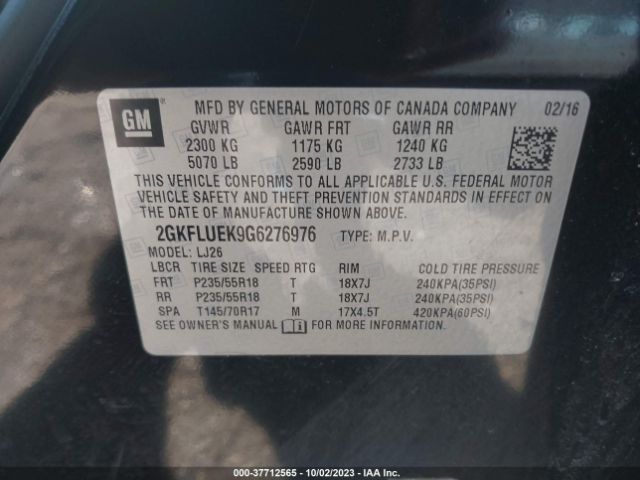 GM
MFD BY GENERAL MOTORS OF CANADA COMPANY 02/16
GVWR GAWR FRT GAWR RR
2300 KG 1175 KG 1240 KG
5070 LB 2590 LB 2733 LB
THIS VEHICLE CONFORMS TO ALL APPLICABLE U.S. FEDERAL MOTOR
VEHICLE SAFETY AND THEFT PREVENTION STANDARDS IN EFFECT ON
DATE OF MANUFACTURE SHOWN ABOVE.
2GKFLUEK9G6276976 TYPE: M.P.V.
MODEL: LJ26
LBCR TIRE SIZE SPEED RTG RIM COLD TIRE PRESSURE
FRT P235/55R18 T 18X7J 240KPA(35PSI)
RR P235/55R18 T 18X7J 240KPA(35PSI)
SPA T145/70R17 M 17X4.5T 420KPA(60PSI)
SEE OWNER'S MANUAL FOR MORE INFORMATION.
000-37712565 - 10/02/2023 - IAA Inc.